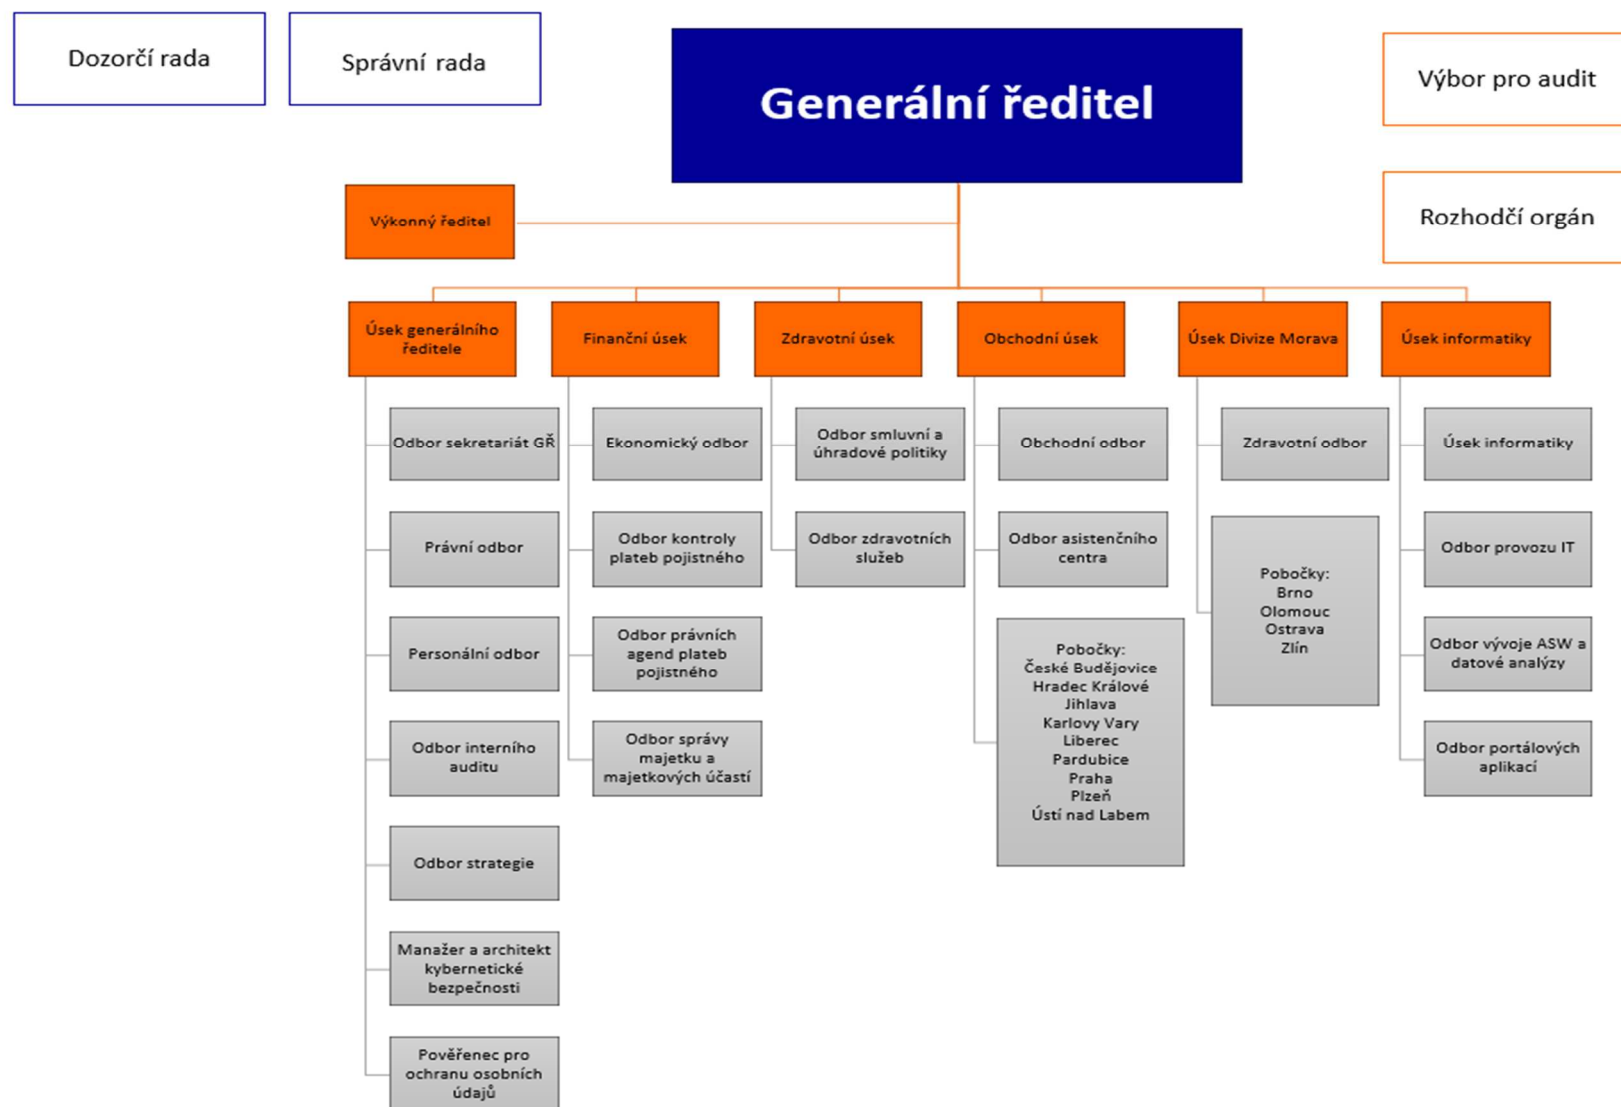 Dozorčí rada
Správní rada
Generální ředitel
Výbor pro audit
Rozhodčí orgán
Výkonný ředitel
Úsek generálního
ředitele
Finanční úsek
Zdravotní úsek
Obchodní úsek
Úsek Divize Morava
Úsek informatiky
Odbor sekretariát GŘ
Právní odbor
Personální odbor
Odbor interního
auditu
Odbor strategie
Manažer a architekt
kybernetické
bezpečnosti
Pověřenec pro
ochranu osobních
údajů
Ekonomický odbor
Odbor kontroly
plateb pojistného
Odbor právních
agend plateb
pojistného
Odbor správy
majetku a
majetkových účastí
Odbor smluvní a
úhradové politiky
Odbor zdravotních
služeb
Obchodní odbor
Odbor asistenčního
centra
Pobočky:
České Budějovice
Hradec Králové
Jihlava
Karlovy Vary
Liberec
Pardubice
Praha
Plzeň
Ústí nad Labem
Zdravotní odbor
Pobočky:
Brno
Olomouc
Ostrava
Zlín
Úsek informatiky
Odbor provozu IT
Odbor vývoje ASW a
datové analýzy
Odbor portálových
aplikací